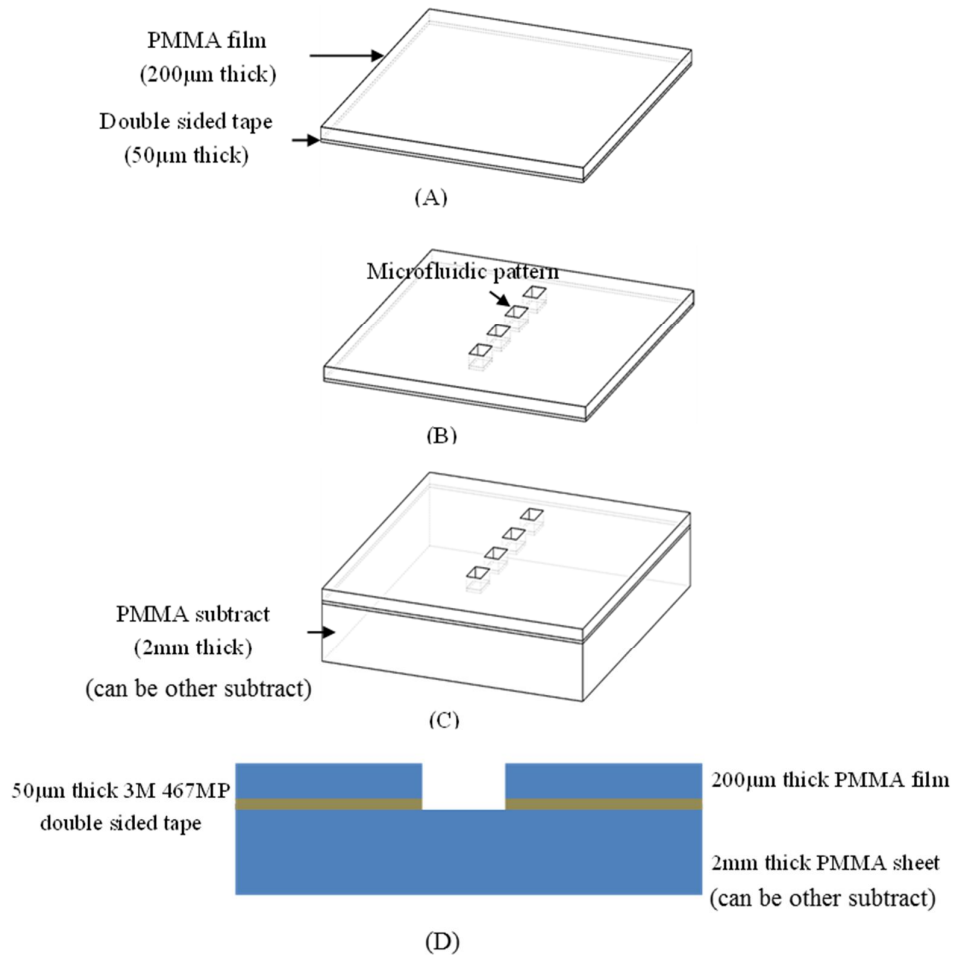 PMMA film
(200µm thick)
Double sided tape
(50µm thick)
(A)
Microfluidic pattern
(B)
PMMA subtract
(2mm thick)
(can be other subtract)
(C)
50µm thick 3M 467MP
double sided tape
200µm thick PMMA film
2mm thick PMMA sheet
(can be other subtract)
(D)